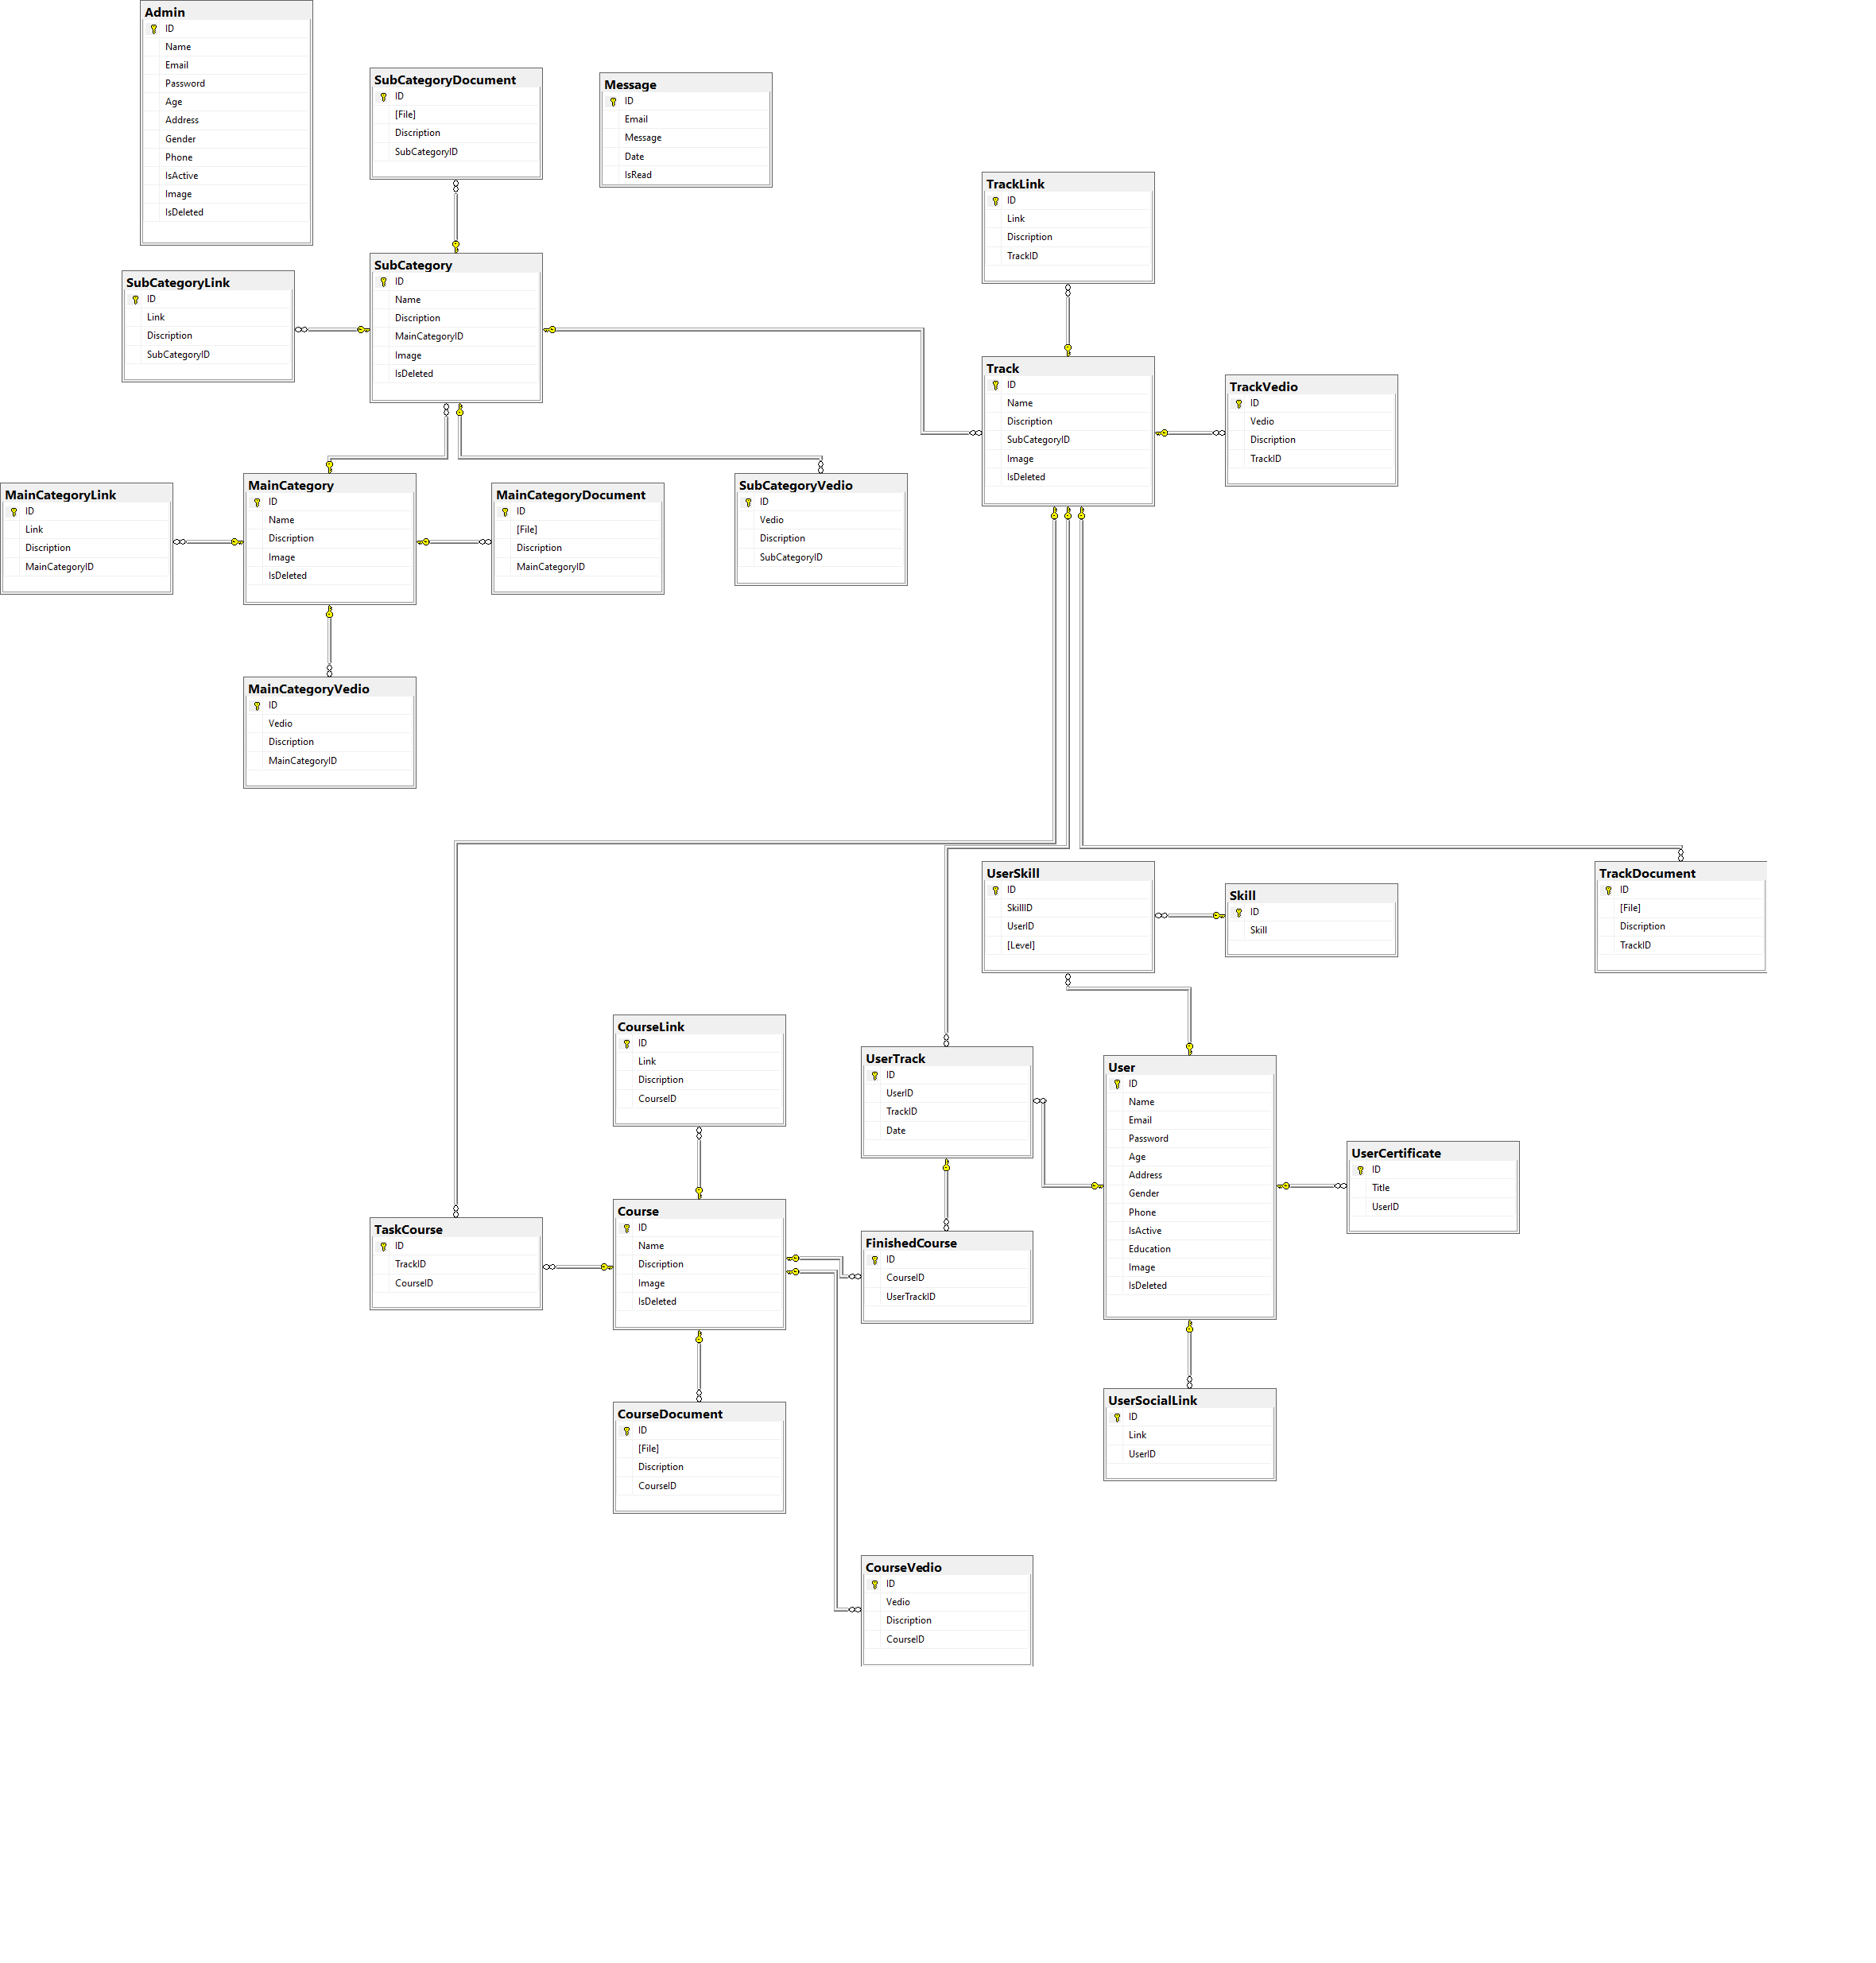 Admin
ID
Name
Email
Password
Age
Address
Gender
Phone
IsActive
Image
IsDeleted
SubCategoryDocument
ID
[File]
Discription
SubCategoryID
Message
ID
Email
Message
Date
IsRead
TrackLink
ID
Link
Discription
TrackID
SubCategoryLink
ID
Link
Discription
SubCategoryID
SubCategory
ID
Name
Discription
MainCategoryID
Image
IsDeleted
Track
ID
Name
Discription
SubCategoryID
Image
IsDeleted
TrackVedio
ID
Vedio
Discription
TrackID
MainCategoryLink
ID
Link
Discription
MainCategoryID
MainCategory
ID
Name
Discription
Image
IsDeleted
MainCategoryDocument
ID
[File]
Discription
MainCategoryID
SubCategoryVedio
ID
Vedio
Discription
SubCategoryID
MainCategoryVedio
ID
Vedio
Discription
MainCategoryID
UserSkill
ID
SkillID
UserID
[Level]
Skill
ID
Skill
TrackDocument
ID
[File]
Discription
TrackID
CourseLink
ID
Link
Discription
CourseID
UserTrack
ID
UserID
TrackID
Date
User
ID
Name
Email
Password
Age
Address
Gender
Phone
IsActive
Education
Image
IsDeleted
UserCertificate
ID
Title
UserID
TaskCourse
ID
TrackID
CourseID
Course
ID
Name
Discription
Image
IsDeleted
FinishedCourse
ID
CourseID
UserTrackID
CourseDocument
ID
[File]
Discription
CourseID
UserSocialLink
ID
Link
UserID
CourseVedio
ID
Vedio
Discription
CourseID